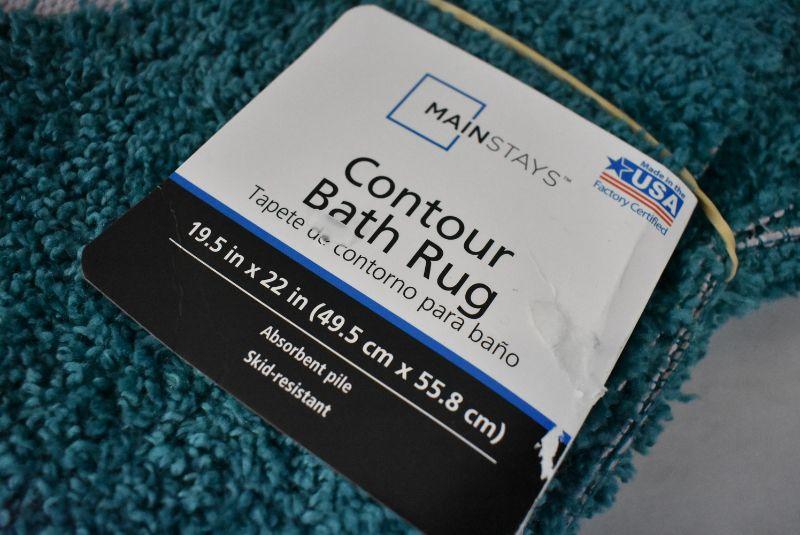 MAINSTAYS™
Made in the
USA
Factory Certified
Contour
Bath Rug
Tapete de contorno para baño
19.5 in x 22 in (49.5 cm x 55.8 cm)
Absorbent pile
Skid-resistant